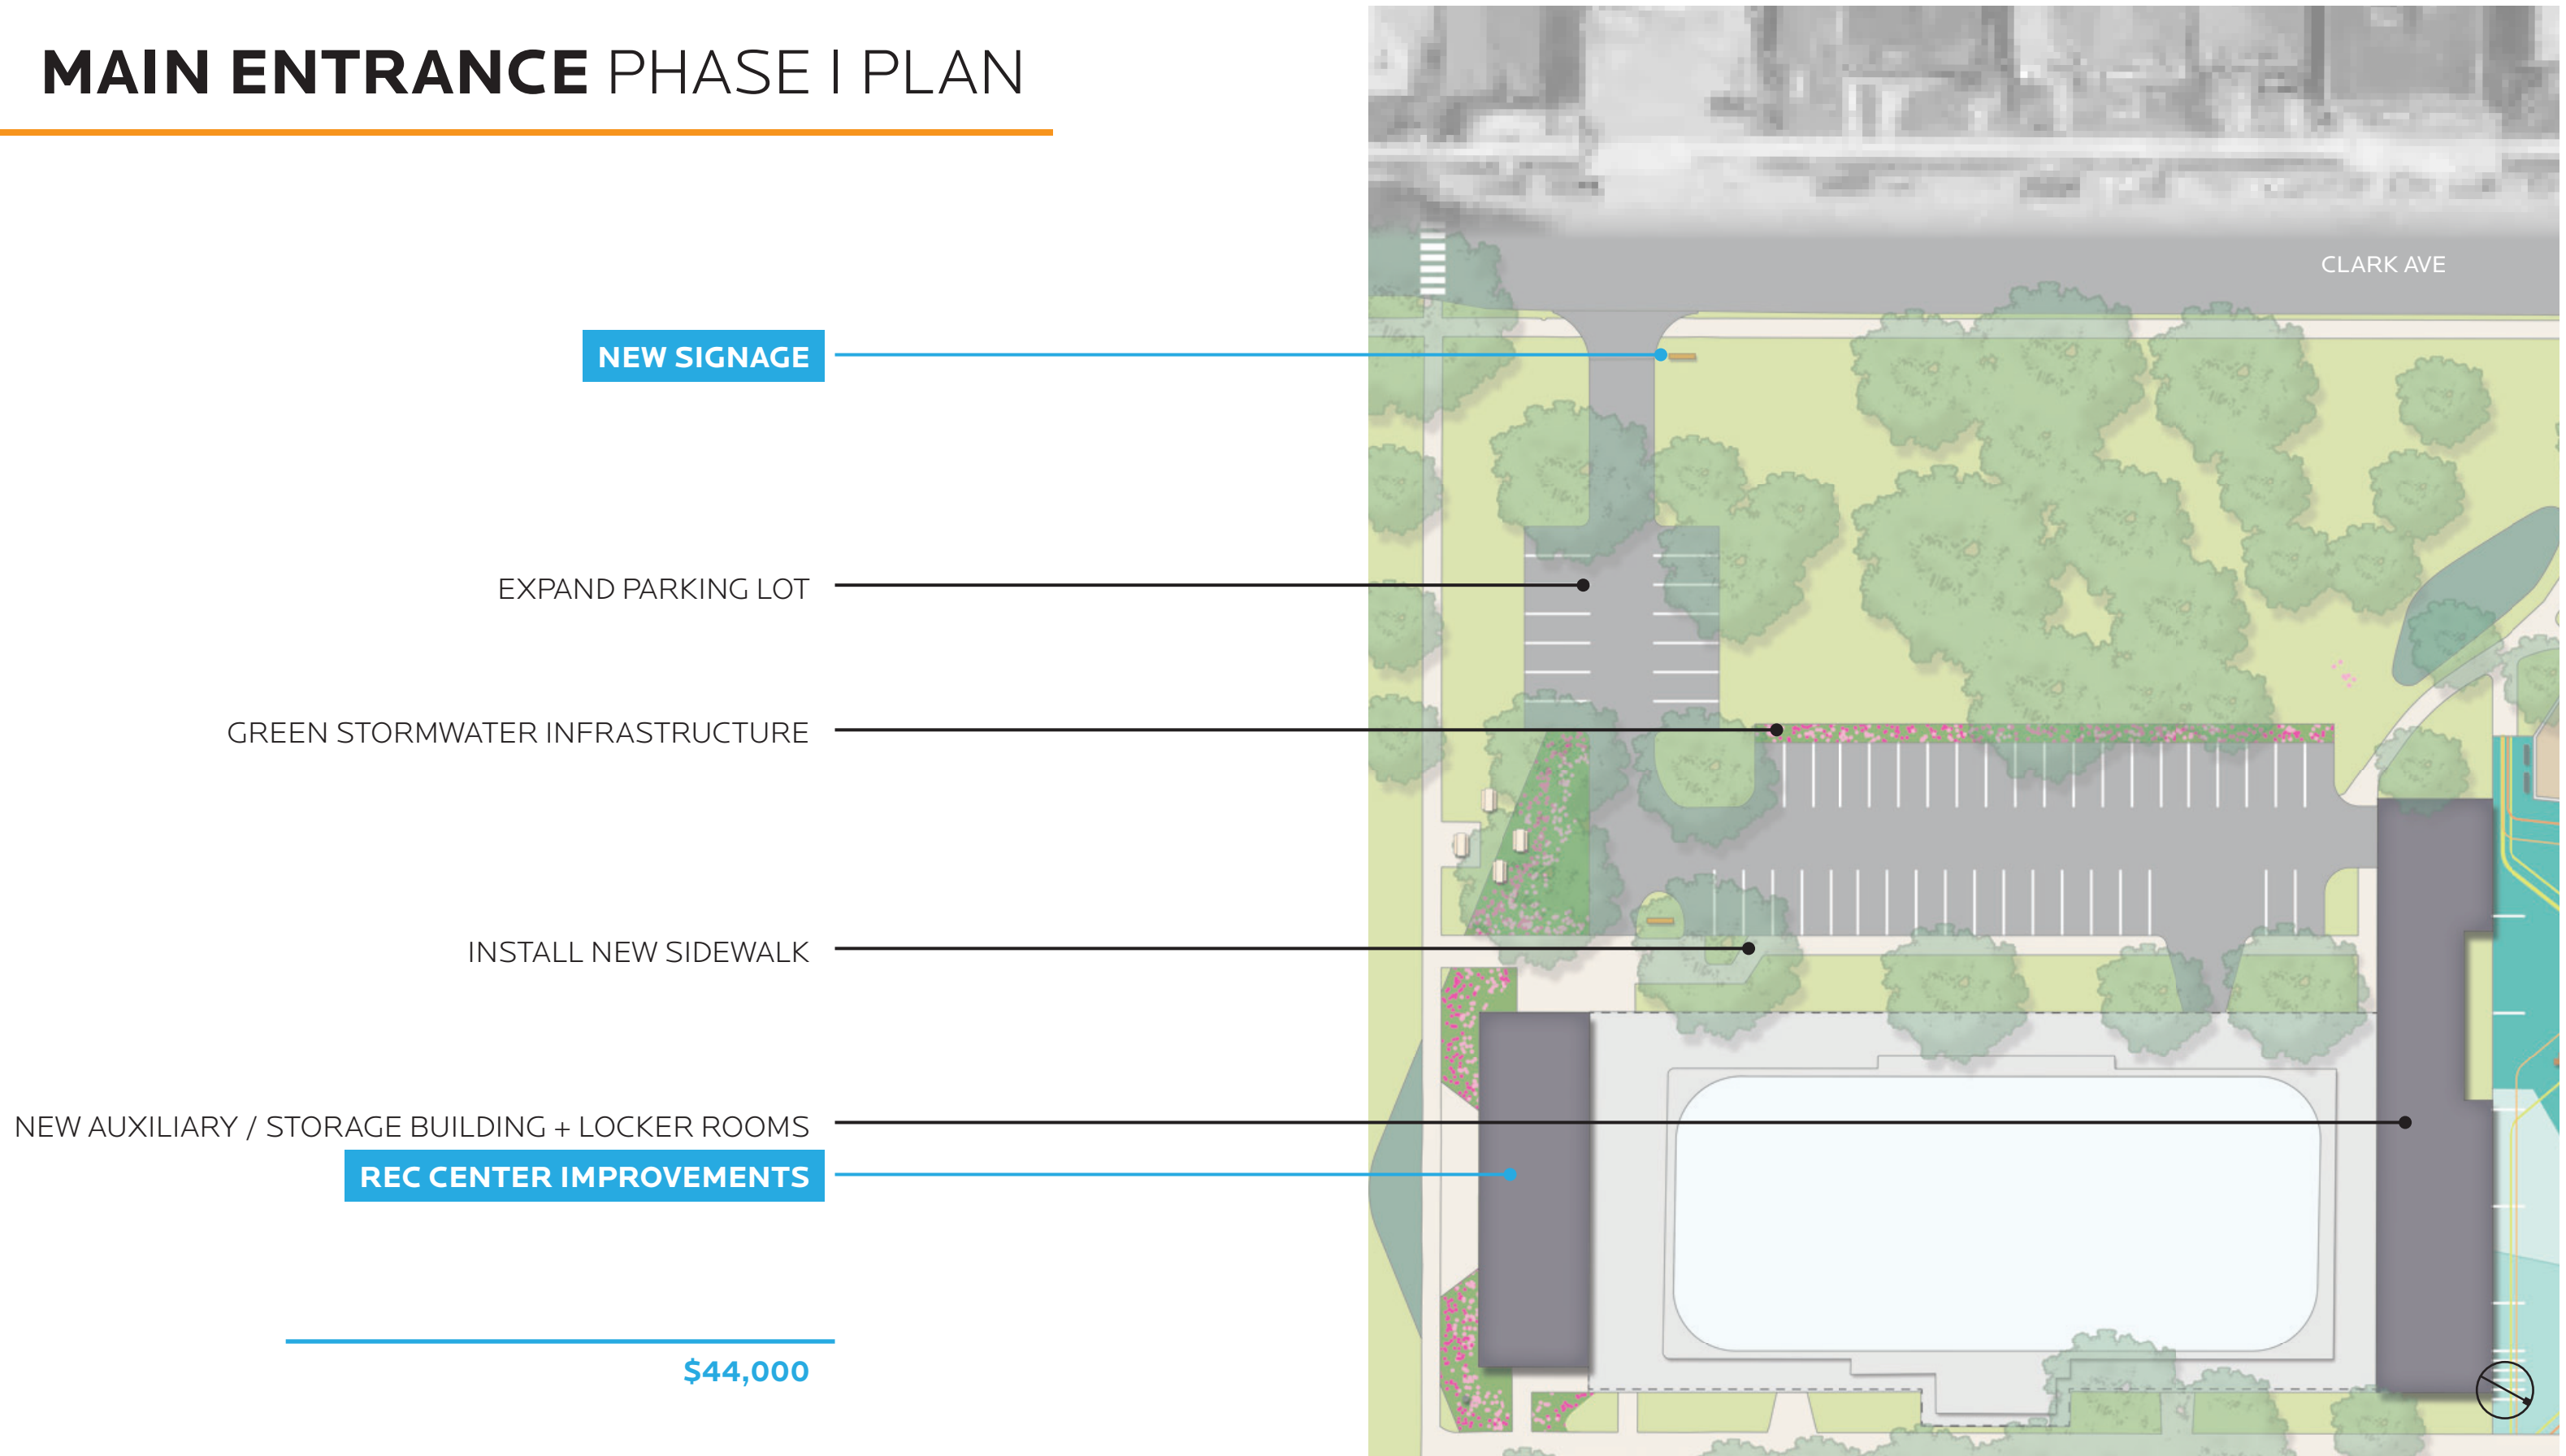 MAIN ENTRANCE PHASE I PLAN
CLARK AVE
NEW SIGNAGE
EXPAND PARKING LOT
GREEN STORMWATER INFRASTRUCTURE
INSTALL NEW SIDEWALK
NEW AUXILIARY / STORAGE BUILDING + LOCKER ROOMS
REC CENTER IMPROVEMENTS
$44,000